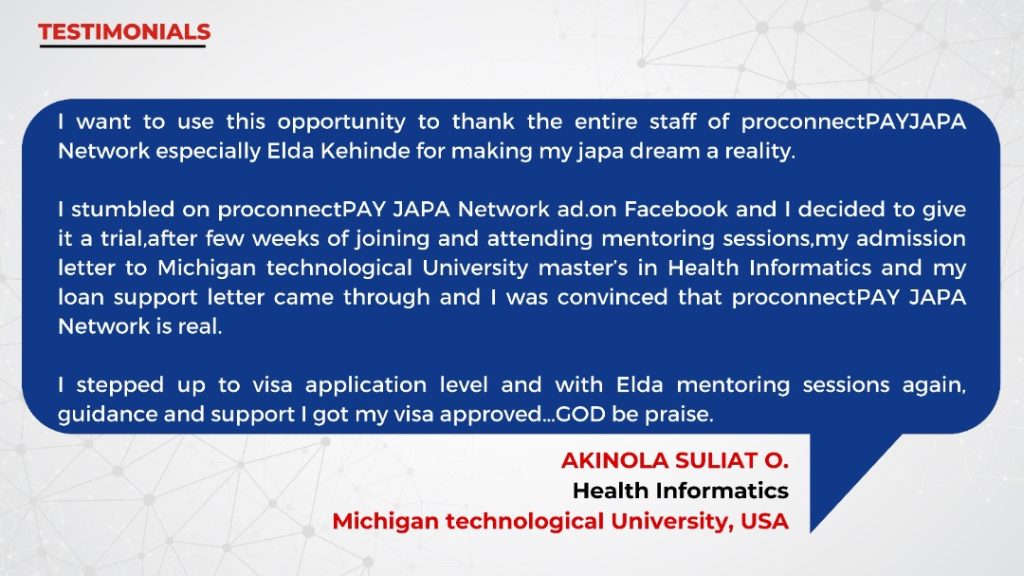 TESTIMONIALS
I want to use this opportunity to thank the entire staff of proconnectPAYJAPA
Network especially Elda Kehinde for making my japa dream a reality.
I stumbled on proconnectPAY JAPA Network ad.on Facebook and I decided to give
it a trial,after few weeks of joining and attending mentoring sessions,my admission
letter to Michigan technological University master’s in Health Informatics and my
loan support letter came through and I was convinced that proconnectPAY JAPA
Network is real.
I stepped up to visa application level and with Elda mentoring sessions again,
guidance and support I got my visa approved...GOD be praise.
AKINOLA SULIAT O.
Health Informatics
Michigan technological University, USA